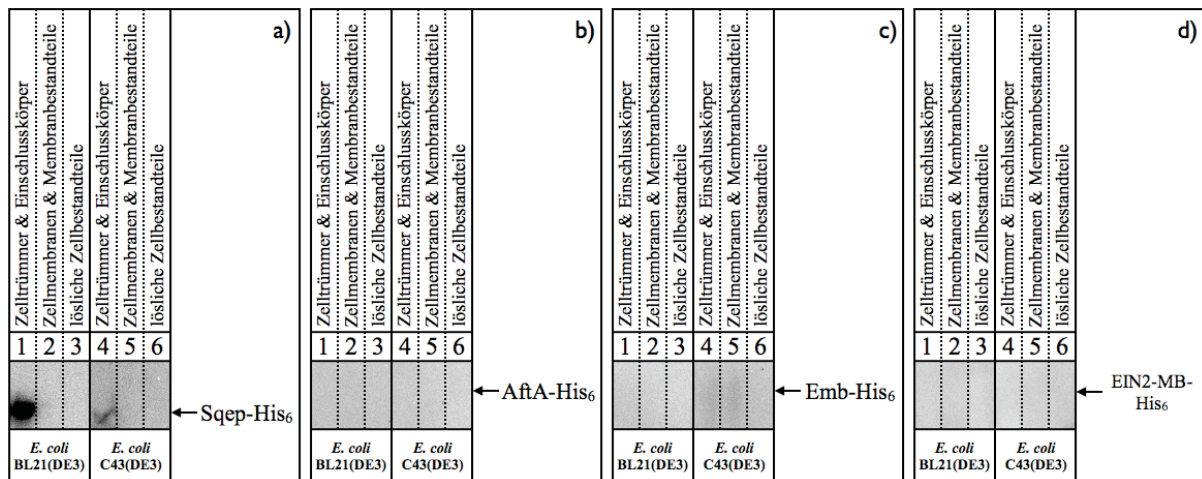 a)
Zelltrümmer & Einschlusskörper
Zellmembranen & Membranbestandteile
lösliche Zellbestandteile
Zelltrümmer & Einschlusskörper
Zellmembranen & Membranbestandteile
lösliche Zellbestandteile
1 2 3 4 5 6
Sqep-His6
E. coli BL21(DE3)
E. coli C43(DE3)
b)
Zelltrümmer & Einschlusskörper
Zellmembranen & Membranbestandteile
lösliche Zellbestandteile
Zelltrümmer & Einschlusskörper
Zellmembranen & Membranbestandteile
lösliche Zellbestandteile
1 2 3 4 5 6
AftA-His6
E. coli BL21(DE3)
E. coli C43(DE3)
c)
Zelltrümmer & Einschlusskörper
Zellmembranen & Membranbestandteile
lösliche Zellbestandteile
Zelltrümmer & Einschlusskörper
Zellmembranen & Membranbestandteile
lösliche Zellbestandteile
1 2 3 4 5 6
Emb-His6
E. coli BL21(DE3)
E. coli C43(DE3)
d)
Zelltrümmer & Einschlusskörper
Zellmembranen & Membranbestandteile
lösliche Zellbestandteile
Zelltrümmer & Einschlusskörper
Zellmembranen & Membranbestandteile
lösliche Zellbestandteile
1 2 3 4 5 6
EIN2-MB-
His6
E. coli BL21(DE3)
E. coli C43(DE3)